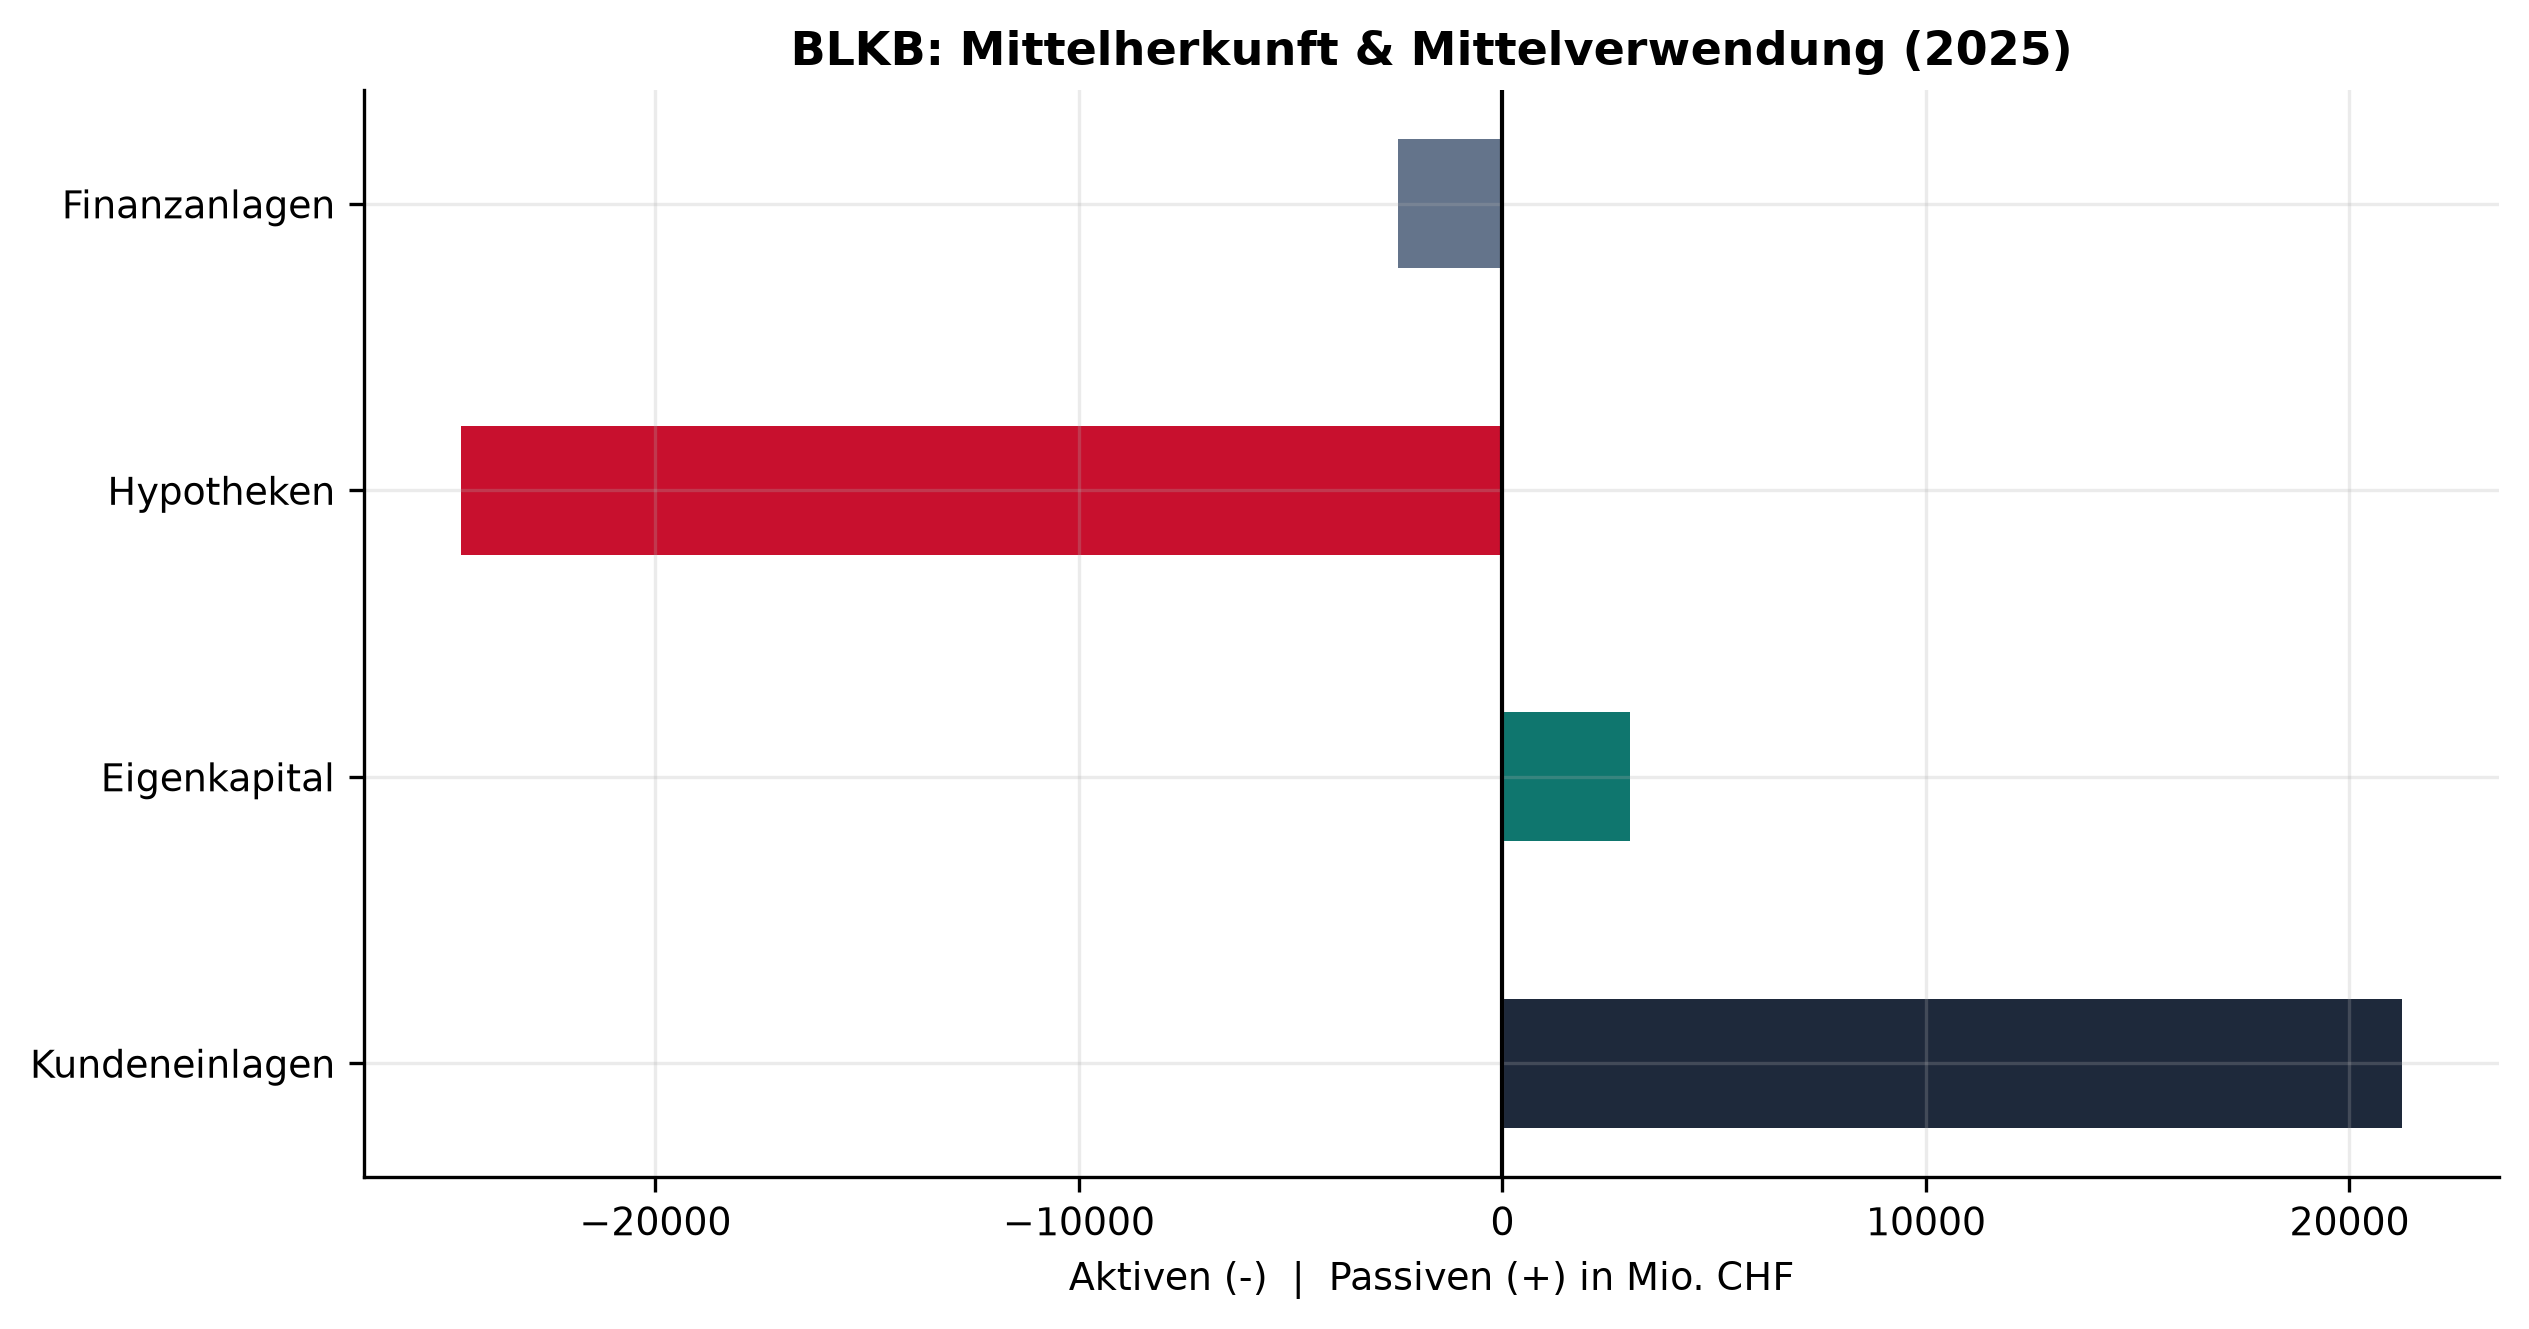 BLKB: Mittelherkunft & Mittelverwendung (2025)
Finanzanlagen
Hypotheken
Eigenkapital
Kundeneinlagen
−20000 −10000 0 10000 20000
Aktiven (-) | Passiven (+) in Mio. CHF